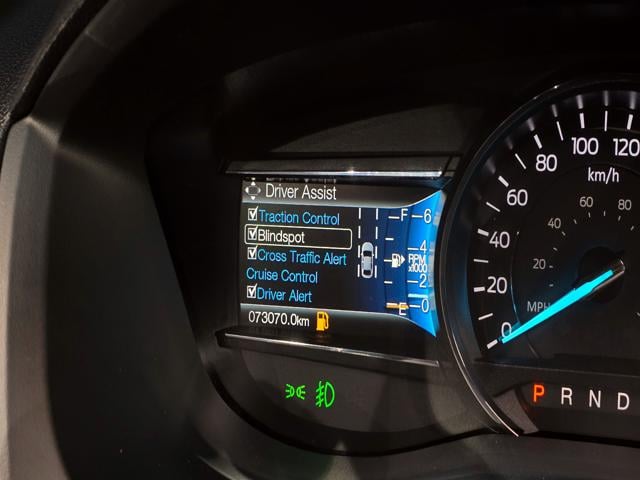 Driver Assist
Traction Control
Blindspot
Cross Traffic Alert
Cruise Control
Driver Alert
073070.0km
F 6
4
RPM
x1000
2
E 0
0
20
40
60
80
100
120
km/h
20
40
60
80
MPH
P R N D